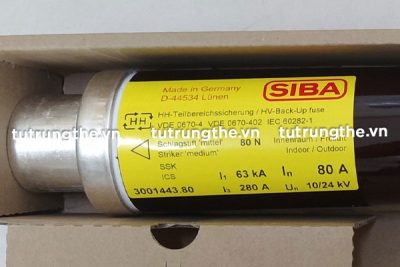 Made in Germany
D-44534 Lünen
SIBA
HH
HH-Teilbereichssicherung / HV-Back-Up fuse
VDE 0670-4 VDE 0670-402 IEC 60282-1
tutrungthe.vn tutrungthe.vn tutrungthe.vn
Schlagstift 'mittel' 80 N
Innenraum /
Striker 'medium'
Indoor / Outdoor
SSK
ICS
I₁ 63 kA
Iₙ 80 A
3001443.80
I₃ 280 A
Uₙ 10/24 kV